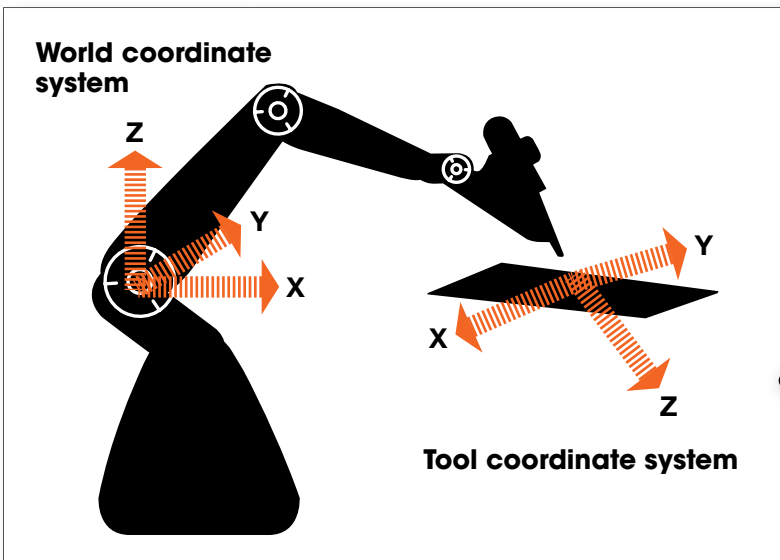 World coordinate
system
Z
Y
X
Y
X
Z
Tool coordinate system